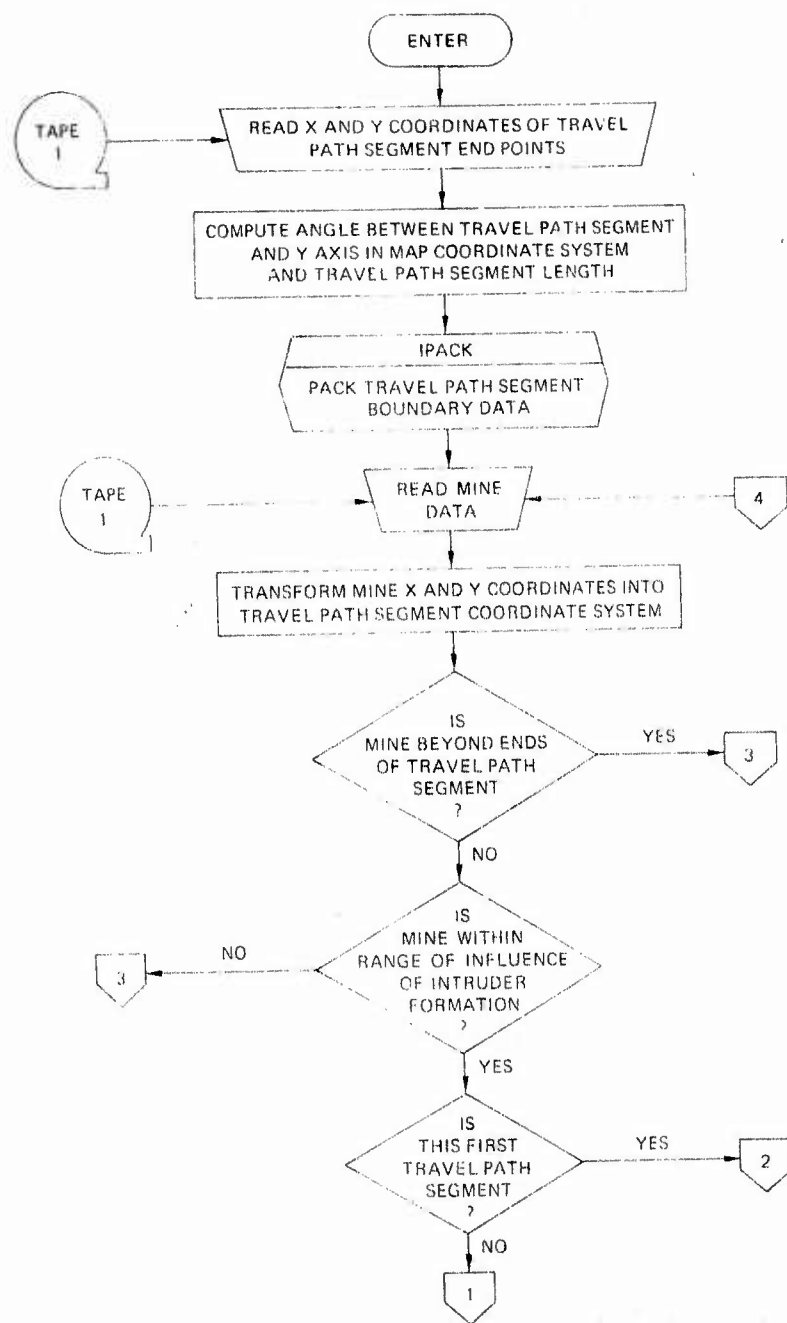 ENTER
TAPE
1
READ X AND Y COORDINATES OF TRAVEL
PATH SEGMENT END POINTS
COMPUTE ANGLE BETWEEN TRAVEL PATH SEGMENT
AND Y AXIS IN MAP COORDINATE SYSTEM
AND TRAVEL PATH SEGMENT LENGTH
IPACK
PACK TRAVEL PATH SEGMENT
BOUNDARY DATA
TAPE
1
READ MINE
DATA
4
TRANSFORM MINE X AND Y COORDINATES INTO
TRAVEL PATH SEGMENT COORDINATE SYSTEM
IS
MINE BEYOND ENDS
OF TRAVEL PATH
SEGMENT
?
YES
3
NO
IS
MINE WITHIN
RANGE OF INFLUENCE
OF INTRUDER
FORMATION
?
NO
3
YES
IS
THIS FIRST
TRAVEL PATH
SEGMENT
?
YES
2
NO
1